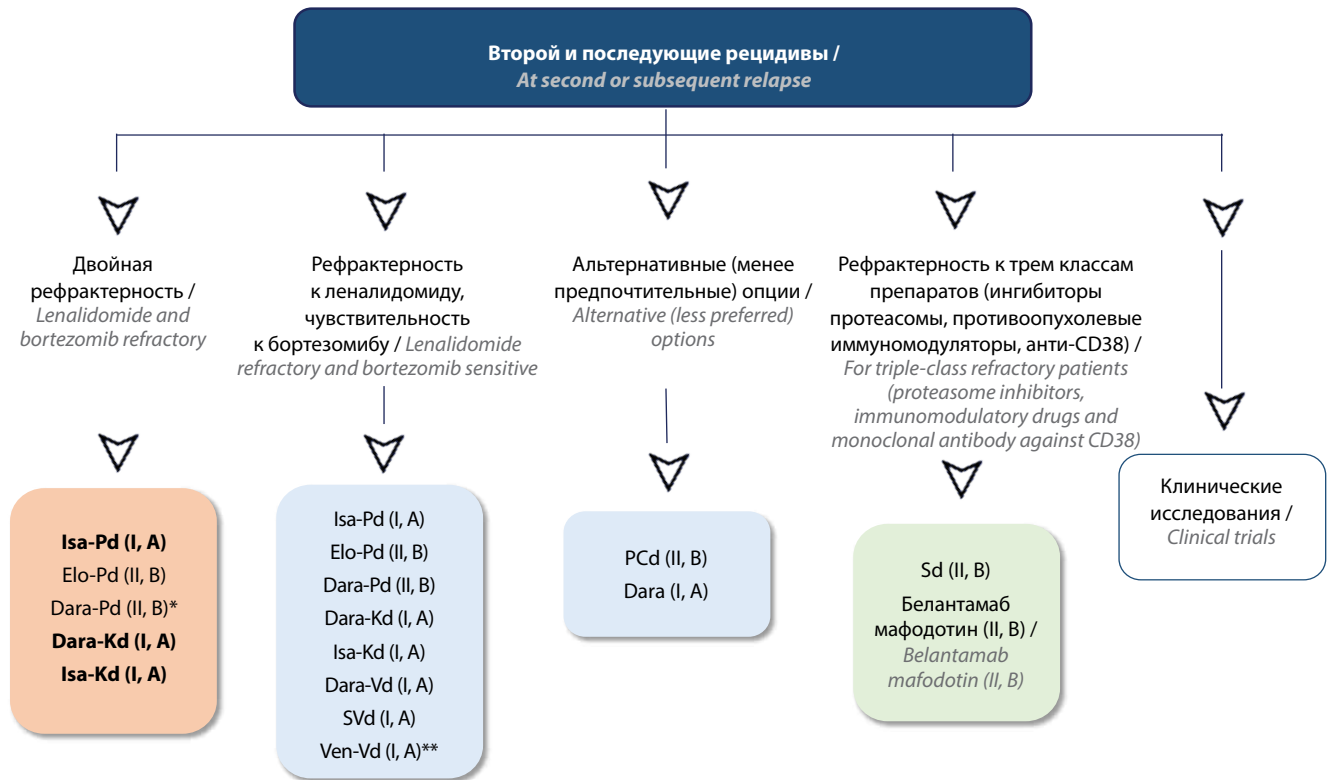 Второй и последующие рецидивы /
At second or subsequent relapse
Двойная
рефрактерность /
Lenalidomide and
bortezomib refractory
Рефрактерность
к леналидомиду,
чувствительность
к бортезомибу / Lenalidomide
refractory and bortezomib sensitive
Альтернативные (менее
предпочтительные) опции /
Alternative (less preferred)
options
Рефрактерность к трем классам
препаратов (ингибиторы
протеасомы, противоопухолевые
иммуномодуляторы, анти-CD38) /
For triple-class refractory patients
(proteasome inhibitors,
immunomodulatory drugs and
monoclonal antibody against CD38)
Isa-Pd (I, A)
Elo-Pd (II, B)
Dara-Pd (II, B)*
Dara-Kd (I, A)
Isa-Kd (I, A)
Isa-Pd (I, A)
Elo-Pd (II, B)
Dara-Pd (II, B)
Dara-Kd (I, A)
Isa-Kd (I, A)
Dara-Vd (I, A)
SVd (I, A)
Ven-Vd (I, A)**
PCd (II, B)
Dara (I, A)
Sd (II, B)
Белантамаб
мафодотин (II, B) /
Belantamab
mafodotin (II, B)
Клинические
исследования /
Clinical trials